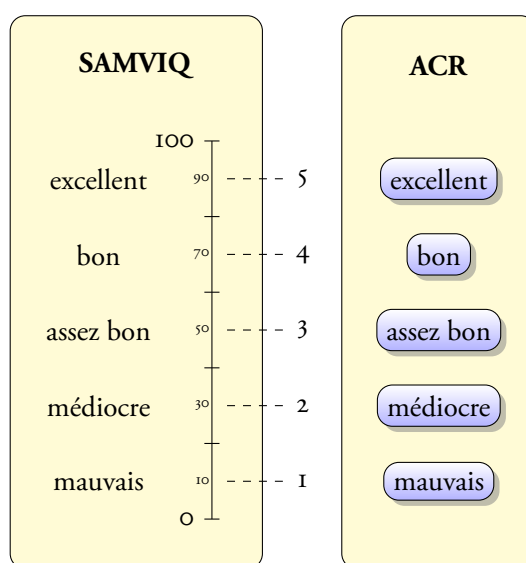 SAMVIQ ACR
100
excellent 90 5 excellent
bon 70 4 bon
assez bon 50 3 assez bon
médiocre 30 2 médiocre
mauvais 10 1 mauvais
0